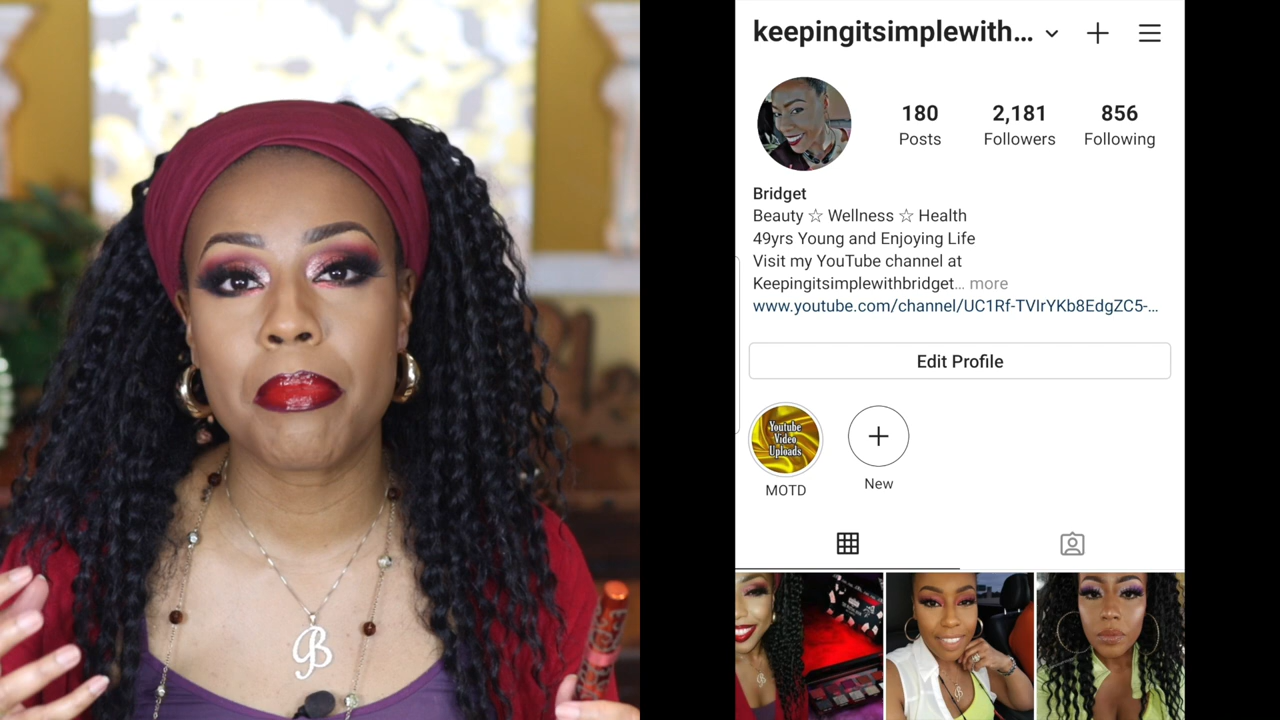 keepingitsimplewith...
180
2,181
856
Posts
Followers
Following
Bridget
Beauty ☆ Wellness ☆ Health
49yrs Young and Enjoying Life
Visit my YouTube channel at
Keepingitsimplewithbridget... more
www.youtube.com/channel/UC1Rf-TVIrYKb8EdgZC5-...
Edit Profile
Youtube
Video
Uploads
MOTD
New
B